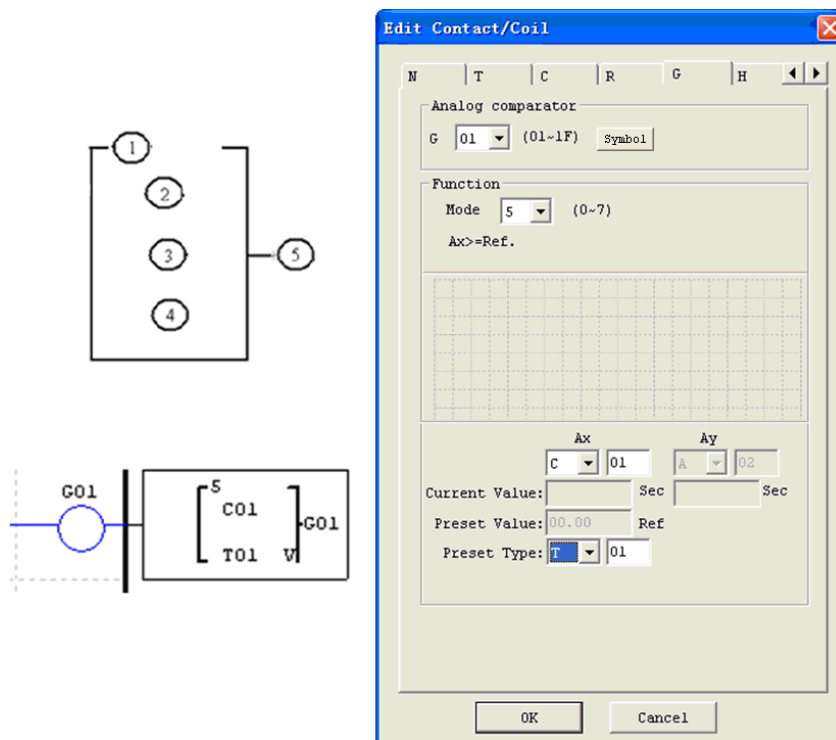 1
2
3
4
5
G01
5
C01
T01 V
G01
Edit Contact/Coil
N T C R G H
Analog comparator
G 01 (01~1F) Symbol
Function
Mode 5 (0~7)
Ax>=Ref.
Ax Ay
C 01 A 02
Current Value: Sec Sec
Preset Value: 00.00 Ref
Preset Type: T 01
OK Cancel